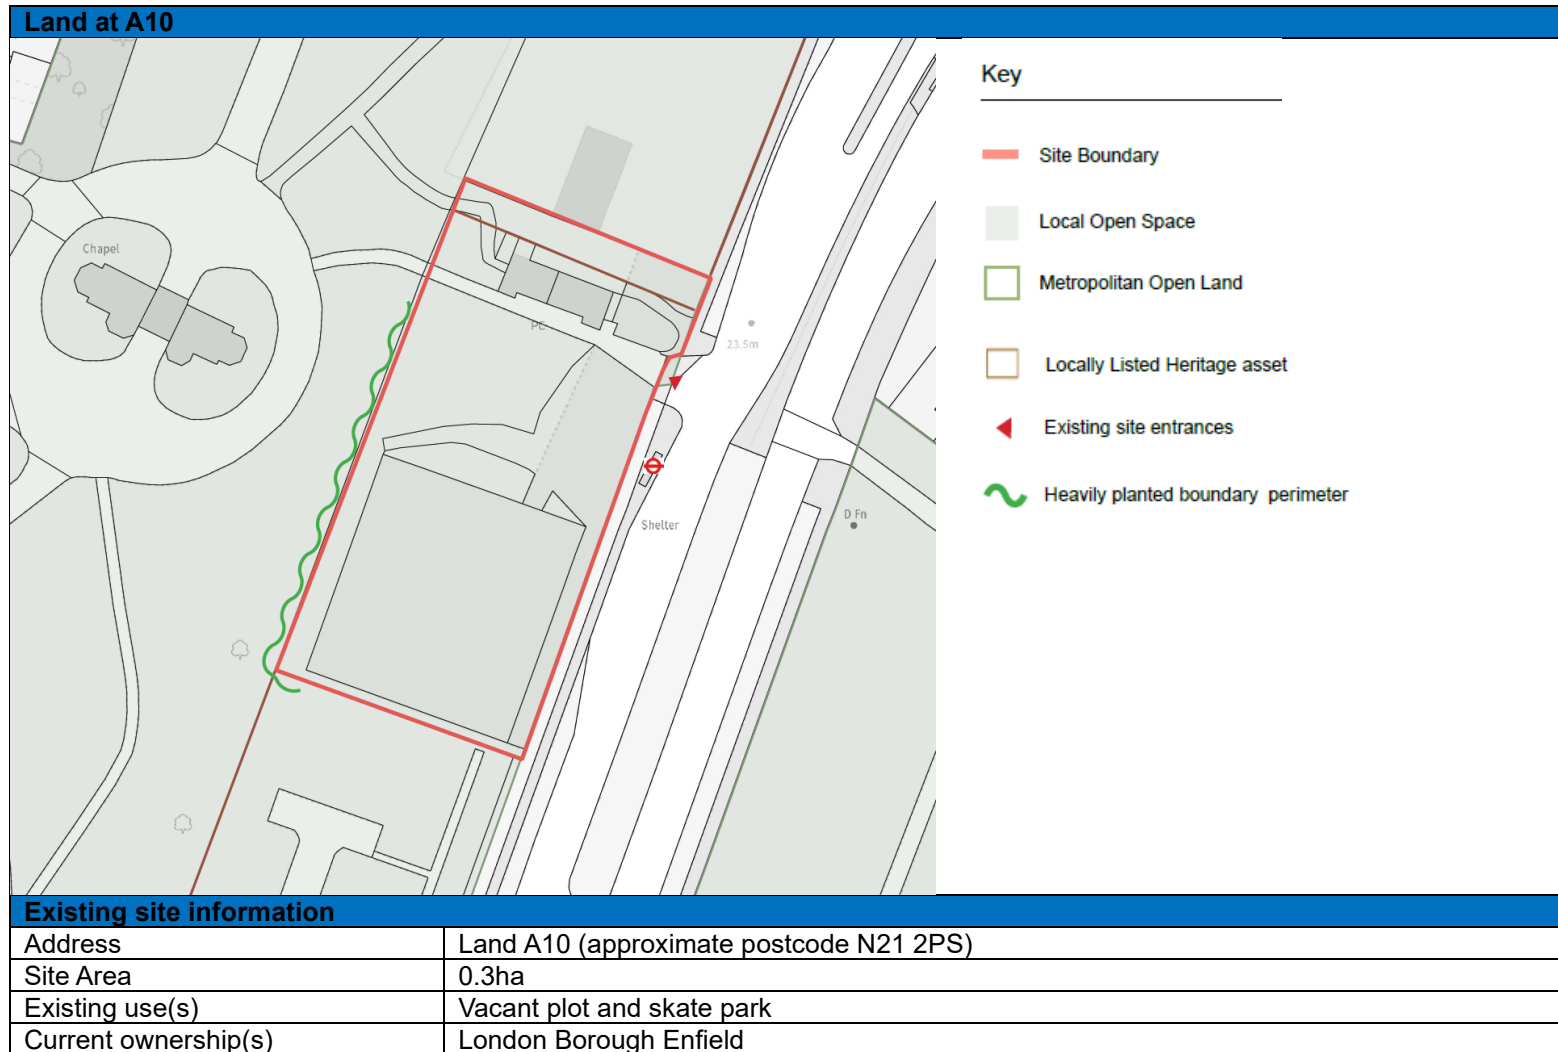 Land at A10
Key
Site Boundary
Local Open Space
Metropolitan Open Land
Locally Listed Heritage asset
Existing site entrances
Heavily planted boundary perimeter
Chapel
PC
23.5m
Shelter
D Fn
Existing site information
Address Land A10 (approximate postcode N21 2PS)
Site Area 0.3ha
Existing use(s) Vacant plot and skate park
Current ownership(s) London Borough Enfield